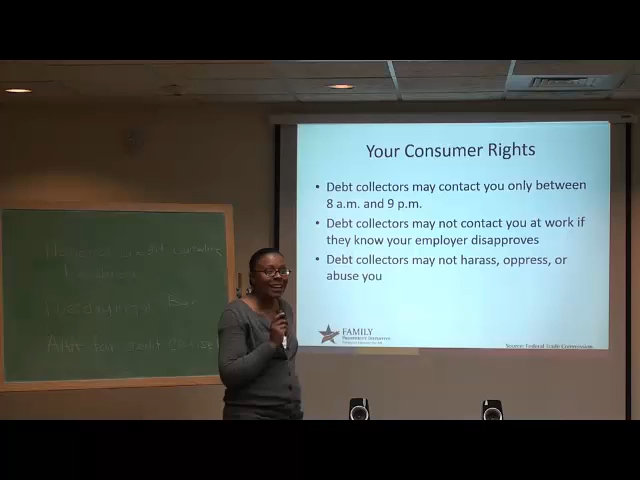 Your Consumer Rights
• Debt collectors may contact you only between
8 a.m. and 9 p.m.
• Debt collectors may not contact you at work if
they know your employer disapproves
• Debt collectors may not harass, oppress, or
abuse you
FAMILY
PROSPERITY INITIATIVE
Source: Federal Trade Commission